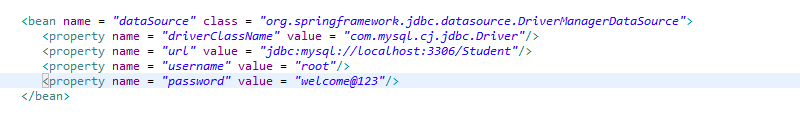 <bean name = "dataSource" class = "org.springframework.jdbc.datasource.DriverManagerDataSource">
<property name = "driverClassName" value = "com.mysql.cj.jdbc.Driver"/>
<property name = "url" value = "jdbc:mysql://localhost:3306/Student"/>
<property name = "username" value = "root"/>
<property name = "password" value = "welcome@123"/>
</bean>